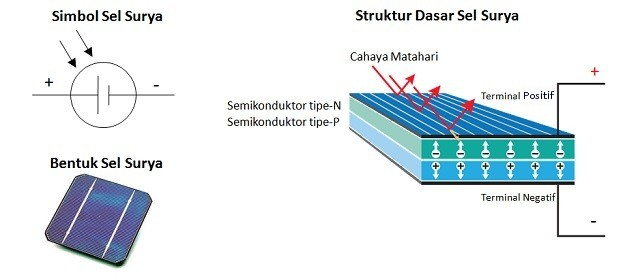 Simbol Sel Surya
+
-
Bentuk Sel Surya
Struktur Dasar Sel Surya
Cahaya Matahari
Semikonduktor tipe-N
Semikonduktor tipe-P
Terminal Positif
+
- - - - - -
+ + + + + +
Terminal Negatif
-